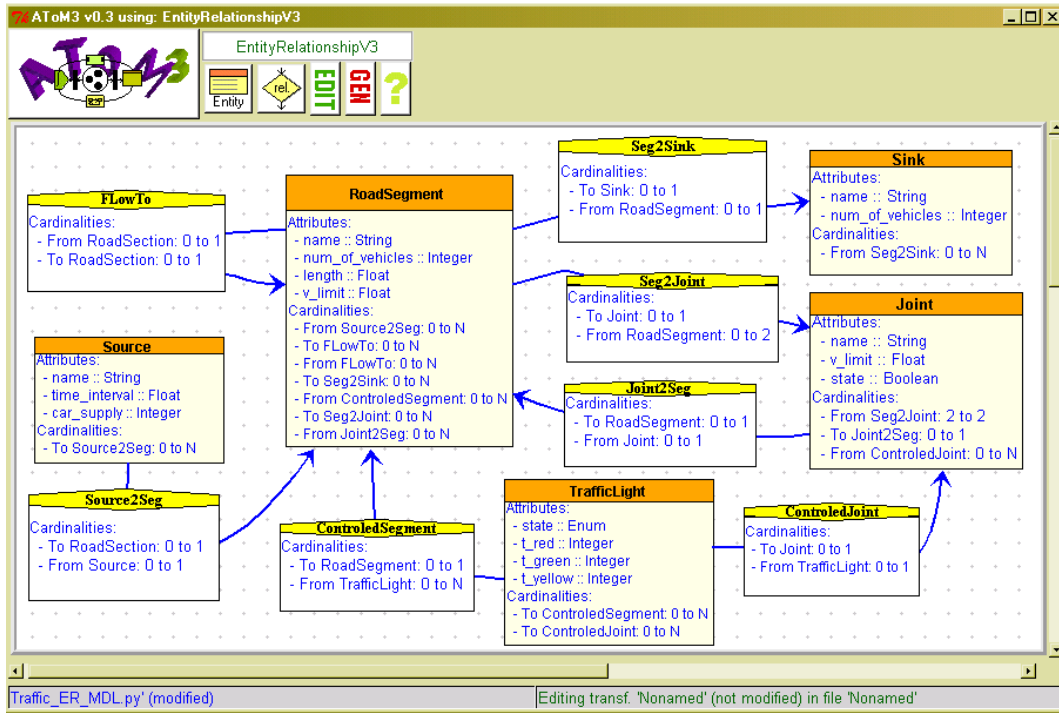 AToM3 v0.3 using: EntityRelationshipV3
AToM3
EntityRelationshipV3
Entity
rel.
EDIT
GEN
?
FLowTo
Cardinalities:
- From RoadSection: 0 to 1
- To RoadSection: 0 to 1
Source
Attributes:
- name :: String
- time_interval :: Float
- car_supply :: Integer
Cardinalities:
- To Source2Seg: 0 to N
Source2Seg
Cardinalities:
- To RoadSection: 0 to 1
- From Source: 0 to 1
RoadSegment
Attributes:
- name :: String
- num_of_vehicles :: Integer
- length :: Float
- v_limit :: Float
Cardinalities:
- From Source2Seg: 0 to N
- To FLowTo: 0 to N
- From FLowTo: 0 to N
- To Seg2Sink: 0 to N
- From ControledSegment: 0 to N
- To Seg2Joint: 0 to N
- From Joint2Seg: 0 to N
ControledSegment
Cardinalities:
- To RoadSegment: 0 to 1
- From TrafficLight: 0 to N
Seg2Sink
Cardinalities:
- To Sink: 0 to 1
- From RoadSegment: 0 to 1
Seg2Joint
Cardinalities:
- To Joint: 0 to 1
- From RoadSegment: 0 to 2
Joint2Seg
Cardinalities:
- To RoadSegment: 0 to 1
- From Joint: 0 to 1
TrafficLight
Attributes:
- state :: Enum
- t_red :: Integer
- t_green :: Integer
- t_yellow :: Integer
Cardinalities:
- To ControledSegment: 0 to N
- To ControledJoint: 0 to N
Sink
Attributes:
- name :: String
- num_of_vehicles :: Integer
Cardinalities:
- From Seg2Sink: 0 to N
Joint
Attributes:
- name :: String
- v_limit :: Float
- state :: Boolean
Cardinalities:
- From Seg2Joint: 2 to 2
- To Joint2Seg: 0 to 1
- From ControledJoint: 0 to N
ControledJoint
Cardinalities:
- To Joint: 0 to 1
- From TrafficLight: 0 to 1
Traffic_ER_MDL.py' (modified)
Editing transf. 'Nonamed' (not modified) in file 'Nonamed'